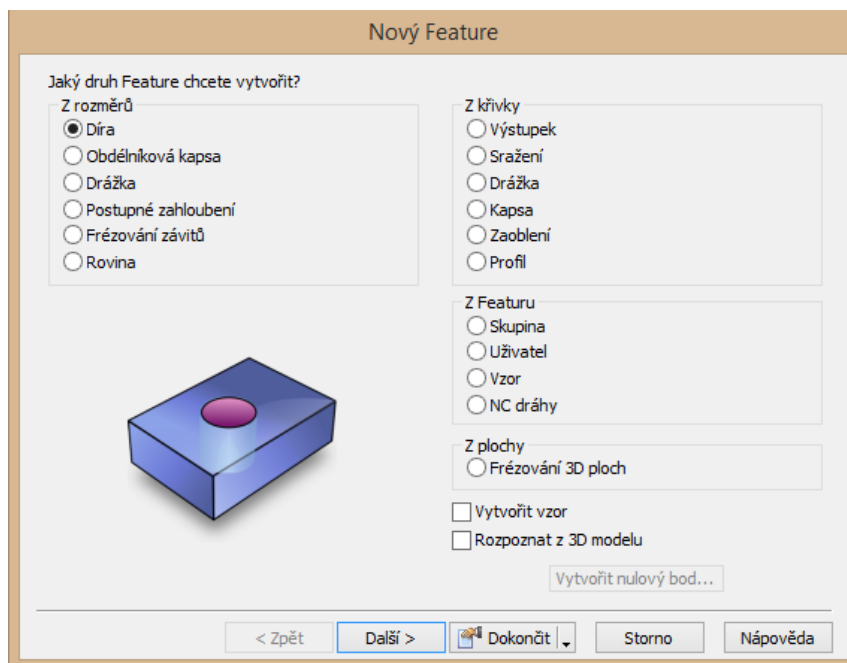 Nový Feature
Jaký druh Feature chcete vytvořit?
Z rozměrů
Díra
Obdélníková kapsa
Drážka
Postupné zahloubení
Frézování závitů
Rovina
Z křivky
Výstupek
Sražení
Drážka
Kapsa
Zaoblení
Profil
Z Featuru
Skupina
Uživatel
Vzor
NC dráhy
Z plochy
Frézování 3D ploch
Vytvořit vzor
Rozpoznat z 3D modelu
Vytvořit nulový bod...
< Zpět Další > Dokončit Storno Nápověda